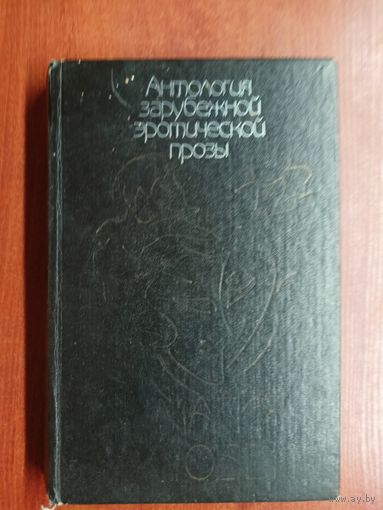 Антология
зарубежной
эротической
прозы
www.ay.by